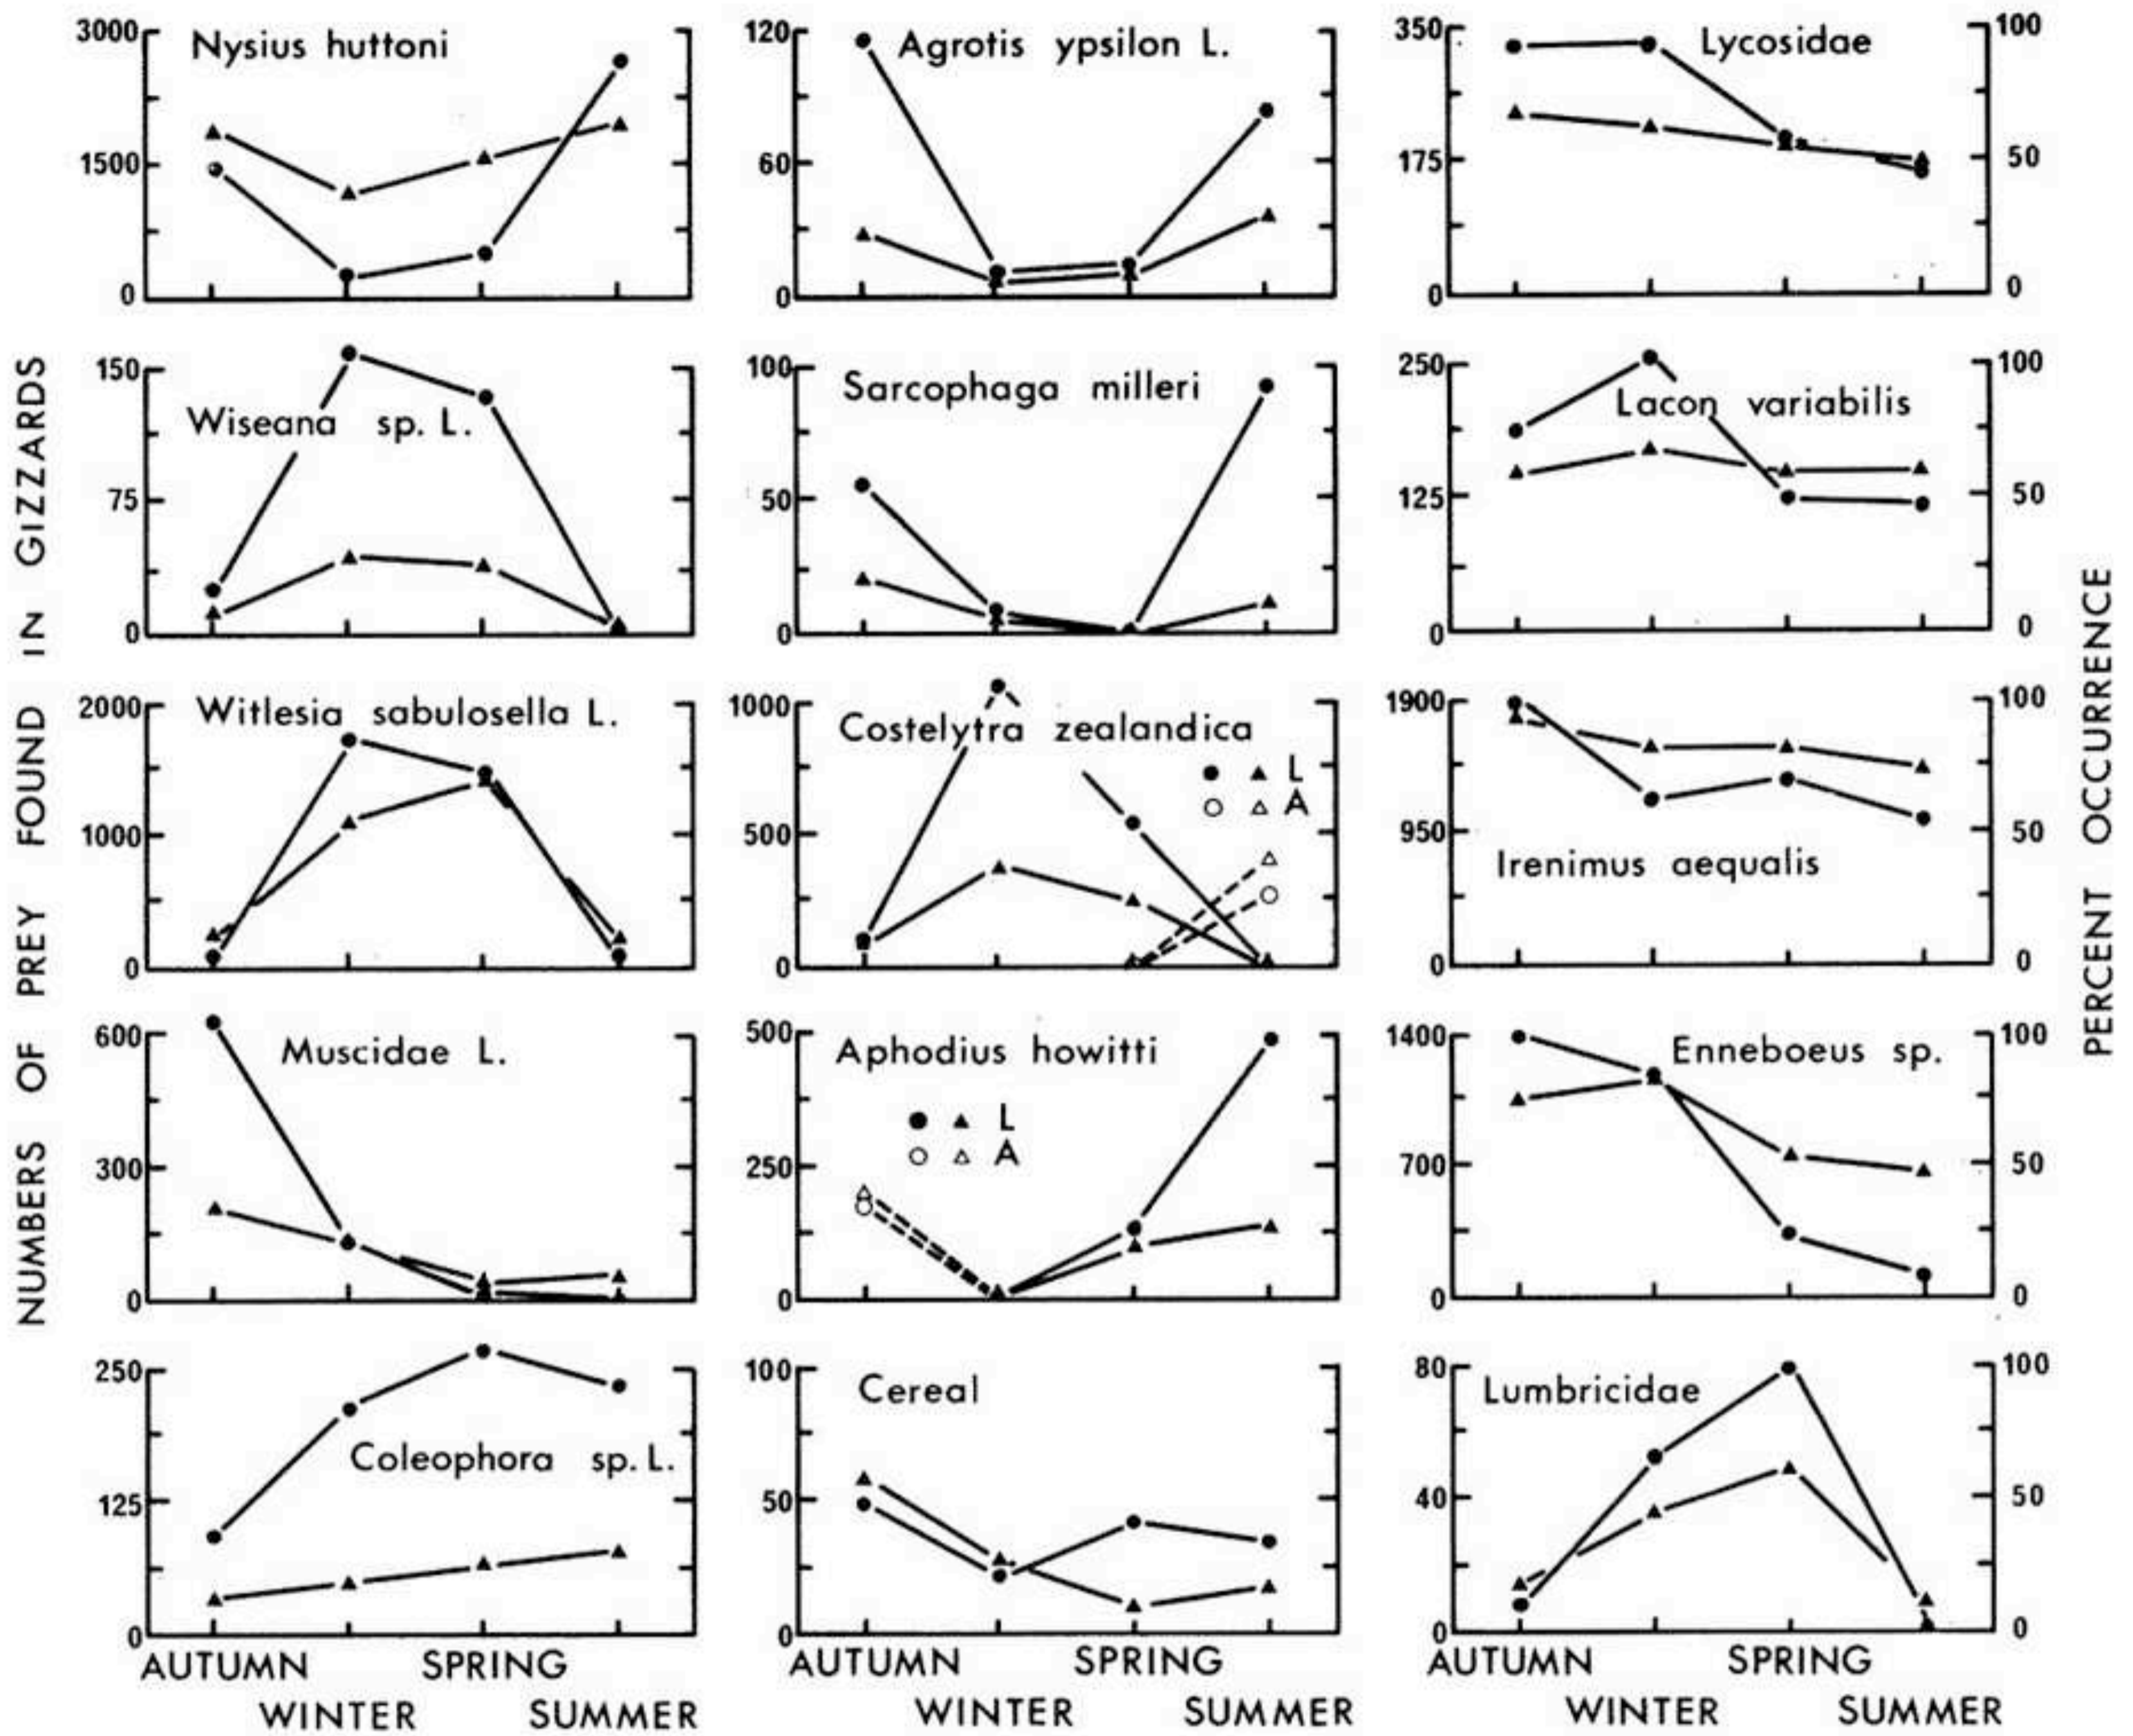 NUMBERS OF PREY FOUND IN GIZZARDS
PERCENT OCCURRENCE
Nysius huttoni
3000
1500
0
Agrotis ypsilon L.
120
60
0
Lycosidae
350
175
0
100
50
0
Wiseana sp. L.
150
75
0
Sarcophaga milleri
100
50
0
Lacon variabilis
250
125
0
100
50
0
Witlesia sabulosella L.
2000
1000
0
Costelytra zealandica
L
A
1000
500
0
Irenimus aequalis
1900
950
0
100
50
0
Muscidae L.
600
300
0
Aphodius howitti
L
A
500
250
0
Enneboeus sp.
1400
700
0
100
50
0
Coleophora sp. L.
250
125
0
Cereal
100
50
0
Lumbricidae
80
40
0
100
50
0
AUTUMN SPRING
WINTER SUMMER
AUTUMN SPRING
WINTER SUMMER
AUTUMN SPRING
WINTER SUMMER